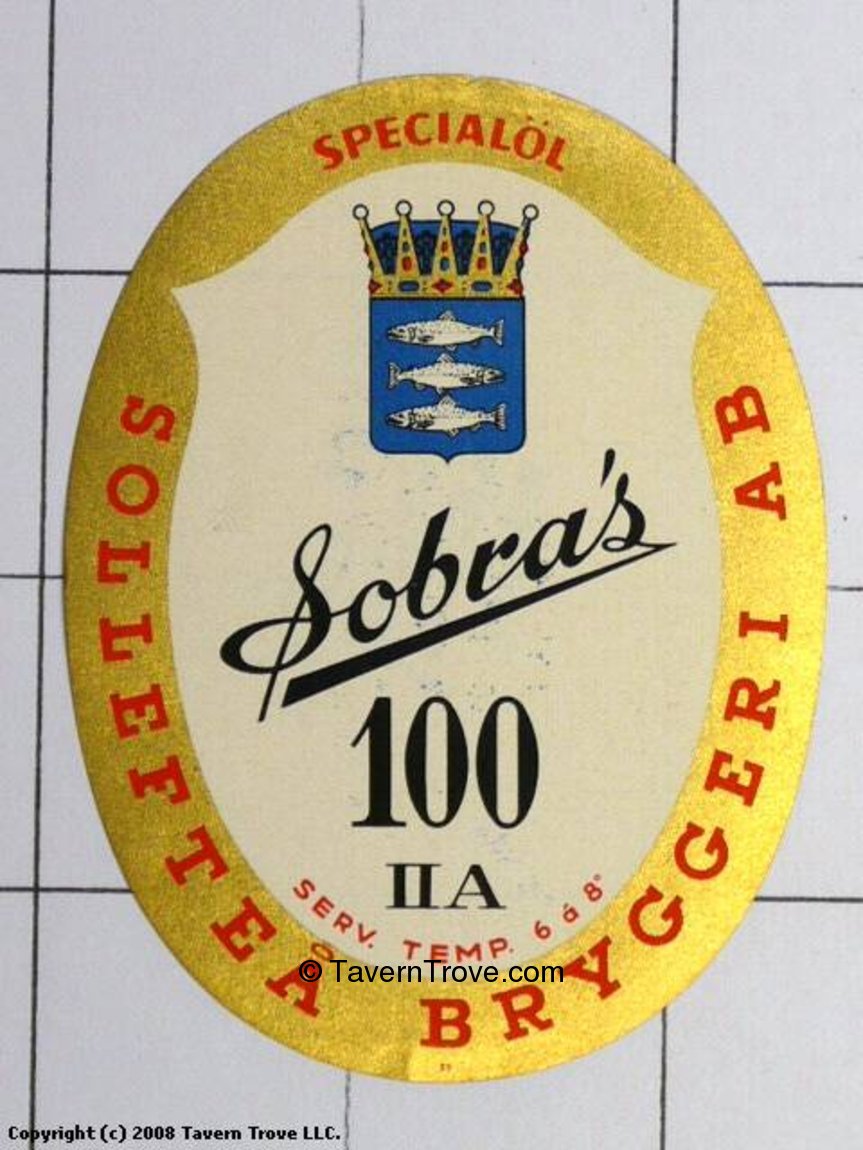 SPECIALÖL
Sobra's
100
IIA
SERV. TEMP. 6 á 8°
SOLLEFTEÅ BRYGGERI AB
© TavernTrove.com
Copyright (c) 2008 Tavern Trove LLC.